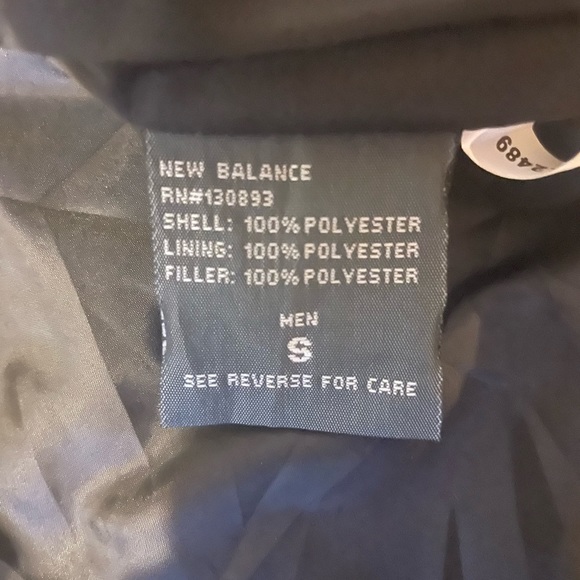 NEW BALANCE
RN#130893
SHELL: 100% POLYESTER
LINING: 100% POLYESTER
FILLER: 100% POLYESTER
MEN
S
SEE REVERSE FOR CARE
2489